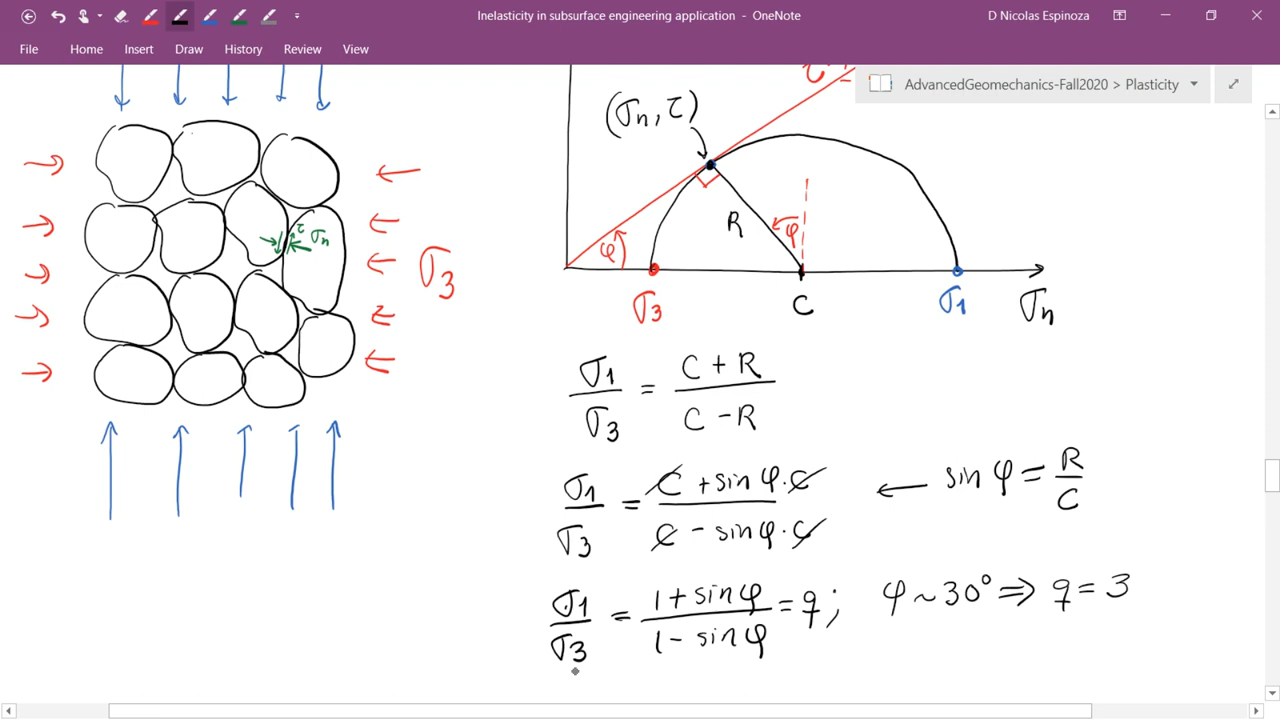 Inelasticity in subsurface engineering application - OneNote
D Nicolas Espinoza
File Home Insert Draw History Review View
AdvancedGeomechanics-Fall2020 > Plasticity
(σn, τ)
τ σn
σ3
R
φ
φ
σ3 C σ1 σn
σ1/σ3 = (C + R)/(C - R)
σ1/σ3 = (C + sin φ · C)/(C - sin φ · C) ← sin φ = R/C
σ1/σ3 = (1 + sin φ)/(1 - sin φ) = q; φ ~ 30° ⇒ q = 3